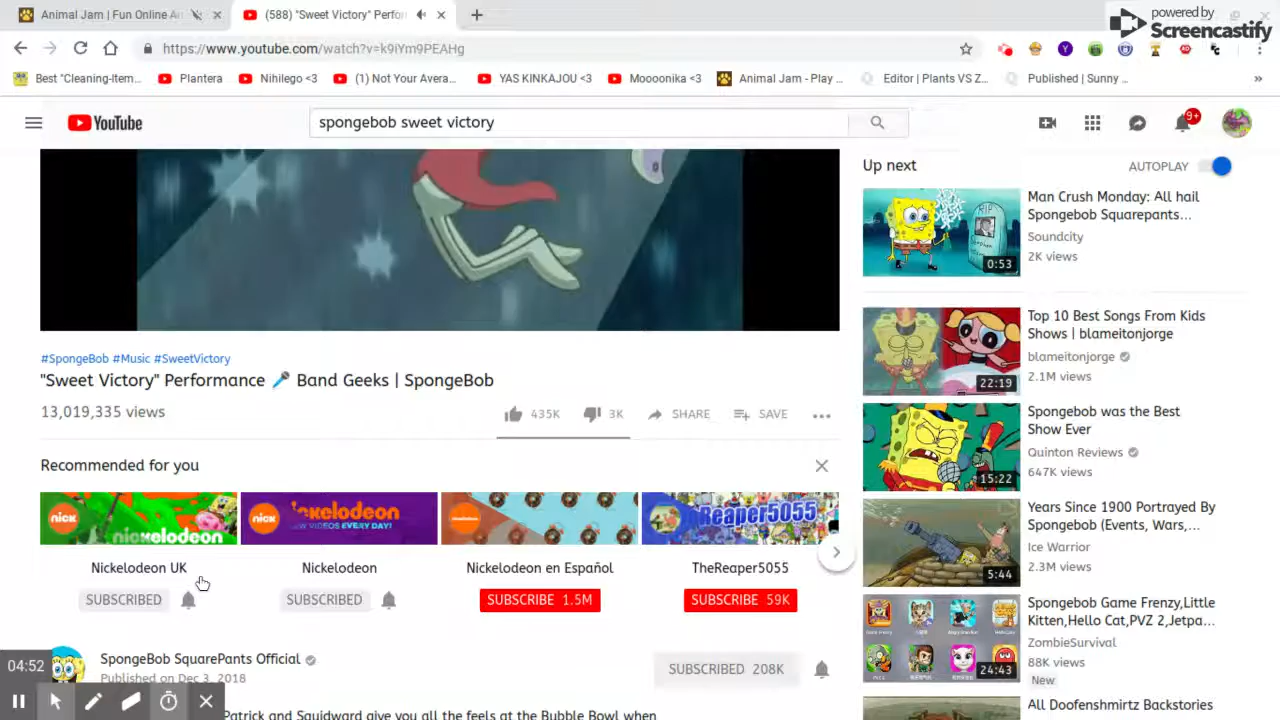 Animal Jam | Fun Online An
(588) "Sweet Victory" Perfor
powered by
Screencastify
https://www.youtube.com/watch?v=k9iYm9PEAHg
Best "Cleaning-Item...
Plantera
Nihilego <3
(1) Not Your Avera...
YAS KINKAJOU <3
Moooonika <3
Animal Jam - Play ...
Editor | Plants VS Z...
Published | Sunny ...
»
YouTube
spongebob sweet victory
9+
Up next
AUTOPLAY
Man Crush Monday: All hail
Spongebob Squarepants...
Soundcity
2K views
0:53
Top 10 Best Songs From Kids
Shows | blameitonjorge
blameitonjorge
2.1M views
22:19
Spongebob was the Best
Show Ever
Quinton Reviews
647K views
15:22
Years Since 1900 Portrayed By
Spongebob (Events, Wars,...
Ice Warrior
2.3M views
5:44
Spongebob Game Frenzy,Little
Kitten,Hello Cat,PVZ 2,Jetpa...
ZombieSurvival
88K views
New
24:43
All Doofenshmirtz Backstories
#SpongeBob #Music #SweetVictory
"Sweet Victory" Performance 🎤 Band Geeks | SpongeBob
13,019,335 views
435K
3K
SHARE
SAVE
Recommended for you
nick
nickelodeon
nick
nickelodeon
VIDEOS EVERY DAY!
Reaper5055
Nickelodeon UK
Nickelodeon
Nickelodeon en Español
TheReaper5055
SUBSCRIBED
SUBSCRIBED
SUBSCRIBE 1.5M
SUBSCRIBE 59K
SpongeBob SquarePants Official
Published on Dec 3, 2018
SUBSCRIBED 208K
04:52
Patrick and Squidward give you all the feels at the Bubble Bowl when